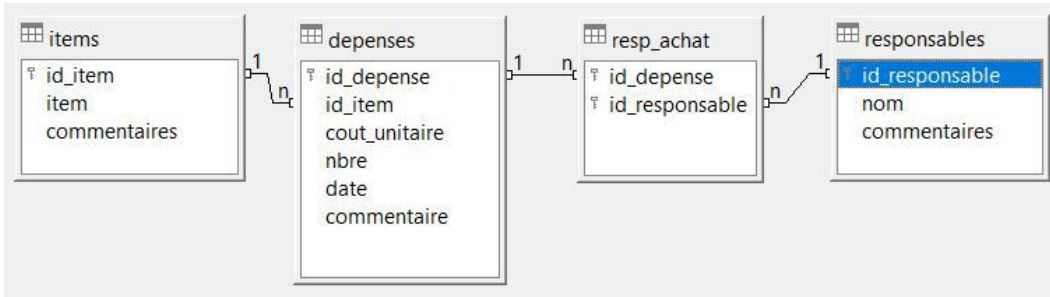 items
id_item
item
commentaires
1
n
depenses
id_depense
id_item
cout_unitaire
nbre
date
commentaire
1
n
resp_achat
id_depense
id_responsable
n
1
responsables
id_responsable
nom
commentaires